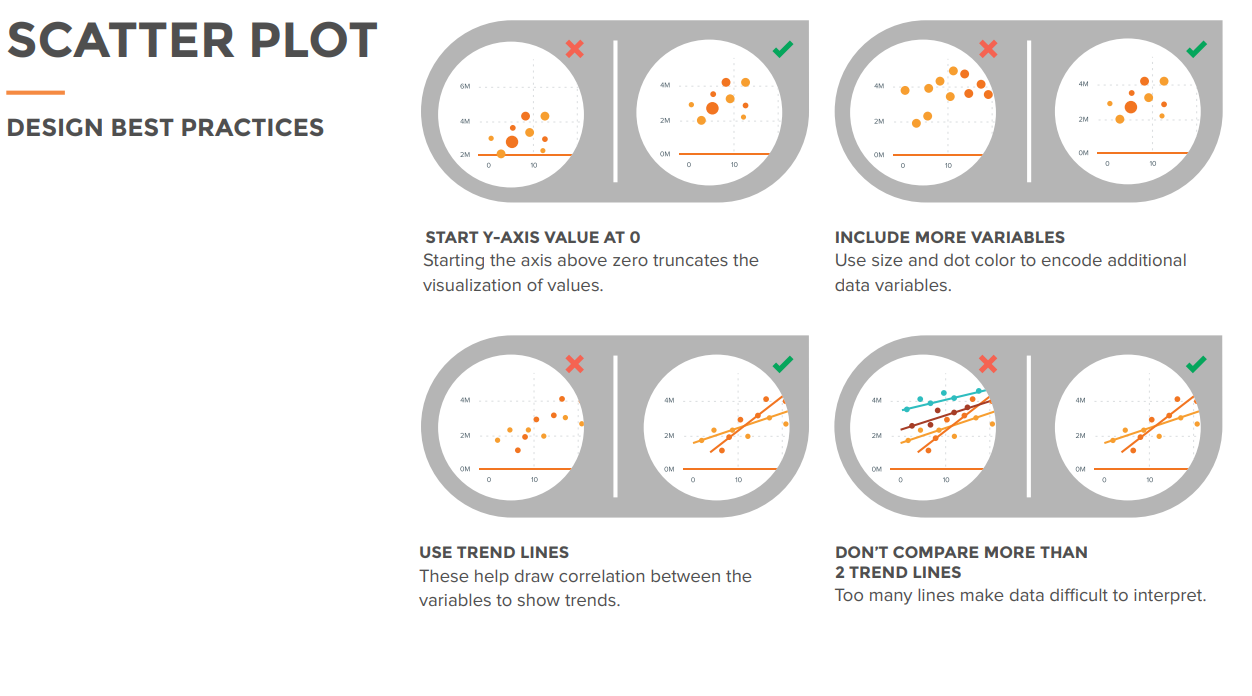 SCATTER PLOT
DESIGN BEST PRACTICES
6M
4M
2M
0
10
4M
2M
0M
0
10
START Y-AXIS VALUE AT 0
Starting the axis above zero truncates the
visualization of values.
4M
2M
0M
0
10
4M
2M
0M
0
10
INCLUDE MORE VARIABLES
Use size and dot color to encode additional
data variables.
4M
2M
0M
0
10
4M
2M
0M
0
10
USE TREND LINES
These help draw correlation between the
variables to show trends.
4M
2M
0M
0
10
4M
2M
0M
0
10
DON'T COMPARE MORE THAN
2 TREND LINES
Too many lines make data difficult to interpret.